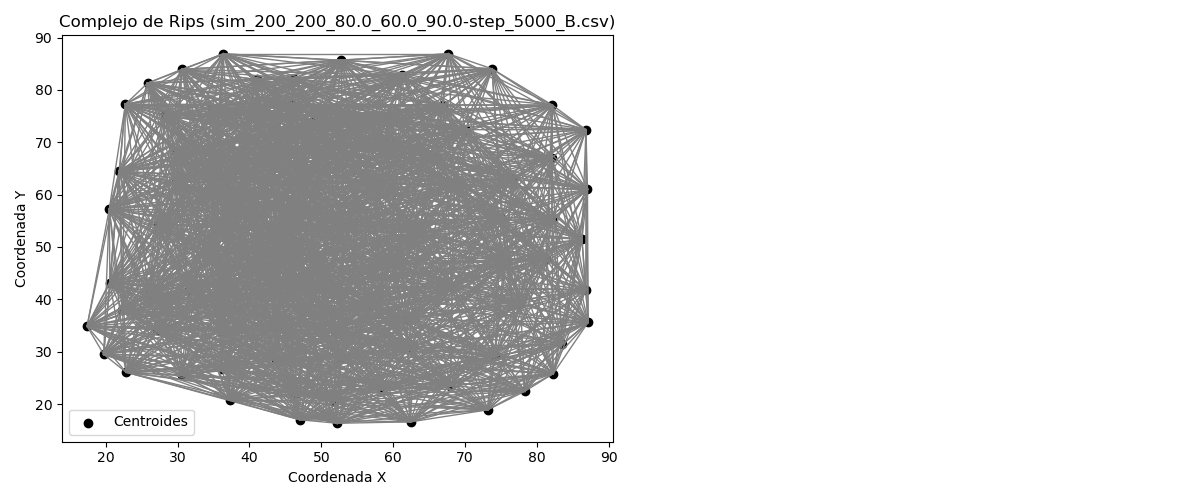 Complejo de Rips (sim_200_200_80.0_60.0_90.0-step_5000_B.csv)
90
80
70
60
50
40
30
20
Coordenada Y
Centroides
20 30 40 50 60 70 80 90
Coordenada X